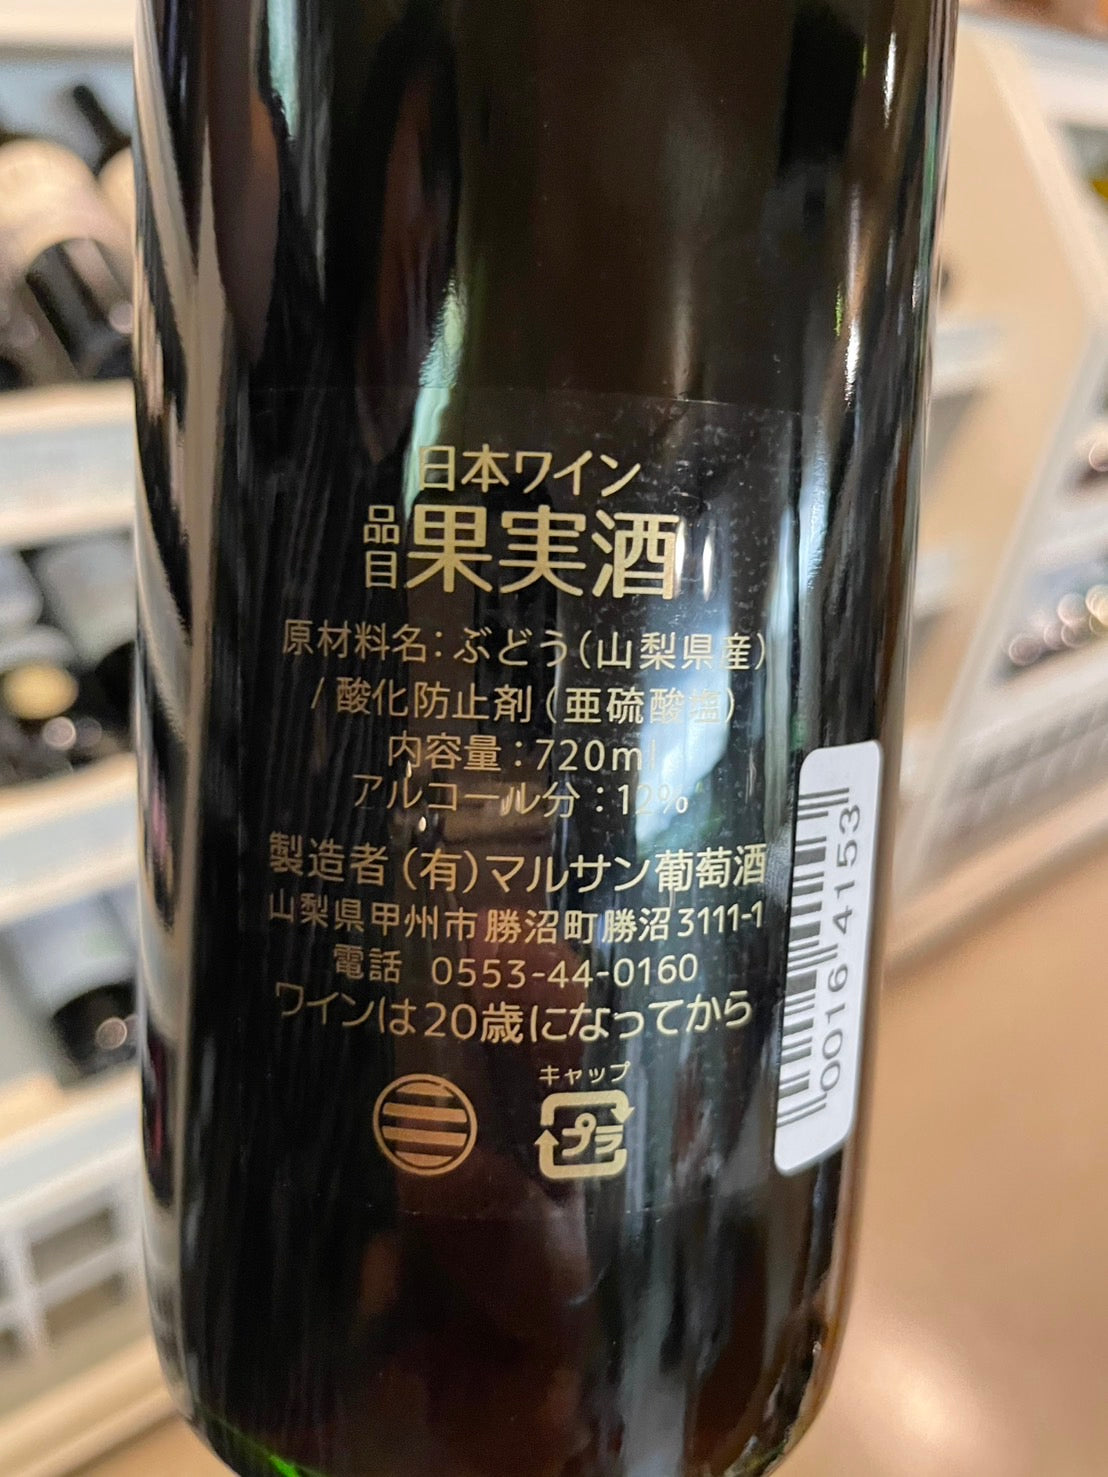 日本ワイン
品目 果実酒
原材料名：ぶどう（山梨県産）
/ 酸化防止剤（亜硫酸塩）
内容量：720ml
アルコール分：12%
製造者（有）マルサン葡萄酒
山梨県甲州市勝沼町勝沼3111-1
電話 0553-44-0160
ワインは20歳になってから
キャップ
プラ
0016 4153